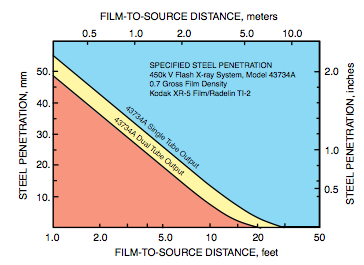 FILM-TO-SOURCE DISTANCE, meters
0.5 1.0 2.0 5.0 10.0
SPECIFIED STEEL PENETRATION
450k V Flash X-ray System, Model 43734A
0.7 Gross Film Density
Kodak XR-5 Film/Radelin TI-2
STEEL PENETRATION, mm
50.
40.
30.
20.
10.
43734A Single Tube Output
43734A Dual Tube Output
2.0
1.0
0.5
STEEL PENETRATION, inches
1.0 2.0 5.0 10 20 50
FILM-TO-SOURCE DISTANCE, feet